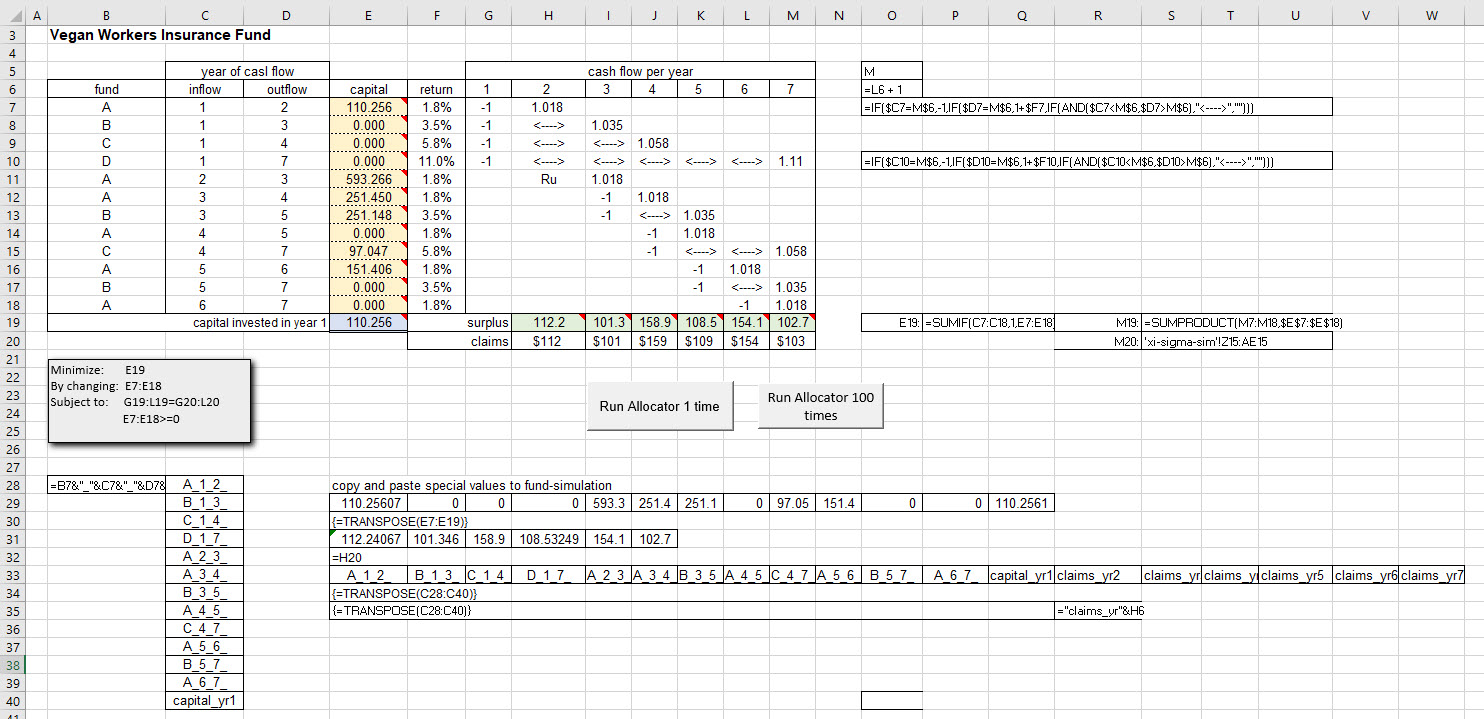 A B C D E F G H I J K L M N O P Q R S T U V W
3 Vegan Workers Insurance Fund
4
5 year of casl flow cash flow per year M
6 fund inflow outflow capital return 1 2 3 4 5 6 7 =L6 + 1
7 A 1 2 110.256 1.8% -1 1.018 =IF($C7=M$6,-1,IF($D7=M$6,1+$F7,IF(AND($C7<M$6,$D7>M$6),"<---->","")))
8 B 1 3 0.000 3.5% -1 <----> 1.035
9 C 1 4 0.000 5.8% -1 <----> <----> 1.058
10 D 1 7 0.000 11.0% -1 <----> <----> <----> <----> <----> 1.11 =IF($C10=M$6,-1,IF($D10=M$6,1+$F10,IF(AND($C10<M$6,$D10>M$6),"<---->","")))
11 A 2 3 593.266 1.8% Ru 1.018
12 A 3 4 251.450 1.8% -1 1.018
13 B 3 5 251.148 3.5% -1 <----> 1.035
14 A 4 5 0.000 1.8% -1 1.018
15 C 4 7 97.047 5.8% -1 <----> <----> 1.058
16 A 5 6 151.406 1.8% -1 1.018
17 B 5 7 0.000 3.5% -1 <----> 1.035
18 A 6 7 0.000 1.8% -1 1.018
19 capital invested in year 1 110.256 surplus 112.2 101.3 158.9 108.5 154.1 102.7 E19: =SUMIF(C7:C18,1,E7:E18 M19: =SUMPRODUCT(M7:M18,$E$7:$E$18)
20 claims $112 $101 $159 $109 $154 $103 M20: 'xi-sigma-sim'!Z15:AE15
21
22 Minimize: E19
23 By changing: E7:E18
24 Subject to: G19:L19=G20:L20
25 E7:E18>=0
Run Allocator 1 time
Run Allocator 100
times
26
27
28 =B7&"_"&C7&"_"&D7& A_1_2_ copy and paste special values to fund-simulation
29 B_1_3_ 110.25607 0 0 0 593.3 251.4 251.1 0 97.05 151.4 0 0 110.2561
30 C_1_4_ {=TRANSPOSE(E7:E19)}
31 D_1_7_ 112.24067 101.346 158.9 108.53249 154.1 102.7
32 A_2_3_ =H20
33 A_3_4_ A_1_2_ B_1_3_ C_1_4_ D_1_7_ A_2_3_ A_3_4_ B_3_5_ A_4_5_ C_4_7_ A_5_6_ B_5_7_ A_6_7_ capital_yr1 claims_yr2 claims_yr claims_yr claims_yr5 claims_yr6 claims_yr7
34 B_3_5_ {=TRANSPOSE(C28:C40)}
35 A_4_5_ {=TRANSPOSE(C28:C40)} ="claims_yr"&H6
36 C_4_7_
37 A_5_6_
38 B_5_7_
39 A_6_7_
40 capital_yr1
41